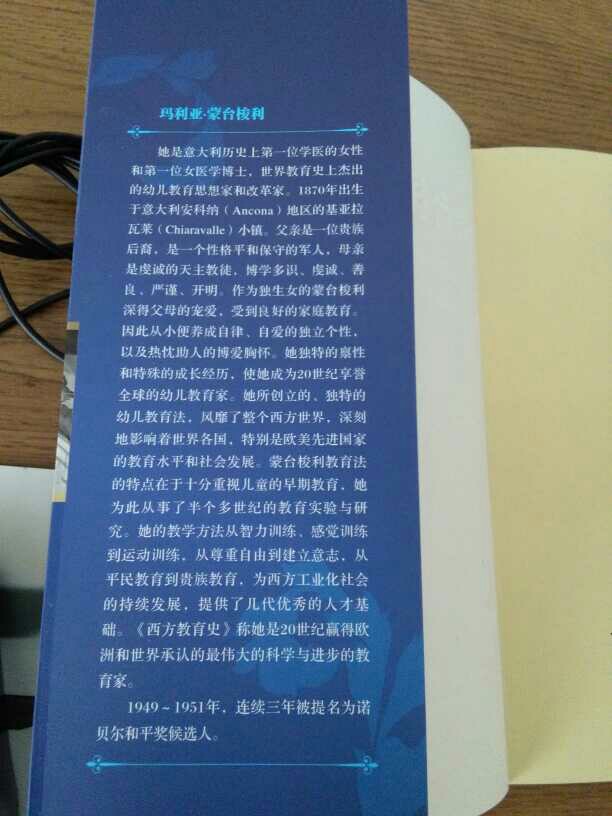 玛利亚·蒙台梭利
她是意大利历史上第一位学医的女性
和第一位女医学博士，世界教育史上杰出
的幼儿教育思想家和改革家。1870年出生
于意大利安科纳（Ancona）地区的基亚拉
瓦莱（Chiaravalle）小镇。父亲是一位贵族
后裔，是一个性格平和保守的军人，母亲
是虔诚的天主教徒，博学多识、虔诚、善
良、严谨、开明。作为独生女的蒙台梭利
深得父母的宠爱，受到良好的家庭教育。
因此从小便养成自律、自爱的独立个性，
以及热忱助人的博爱胸怀。她独特的禀性
和特殊的成长经历，使她成为20世纪享誉
全球的幼儿教育家。她所创立的、独特的
幼儿教育法，风靡了整个西方世界，深刻
地影响着世界各国，特别是欧美先进国家
的教育水平和社会发展。蒙台梭利教育法
的特点在于十分重视儿童的早期教育，她
为此从事了半个多世纪的教育实验与研
究。她的教学方法从智力训练、感觉训练
到运动训练，从尊重自由到建立意志，从
平民教育到贵族教育，为西方工业化社会
的持续发展，提供了几代优秀的人才基
础。《西方教育史》称她是20世纪赢得欧
洲和世界承认的最伟大的科学与进步的教
育家。
1949～1951年，连续三年被提名为诺
贝尔和平奖候选人。